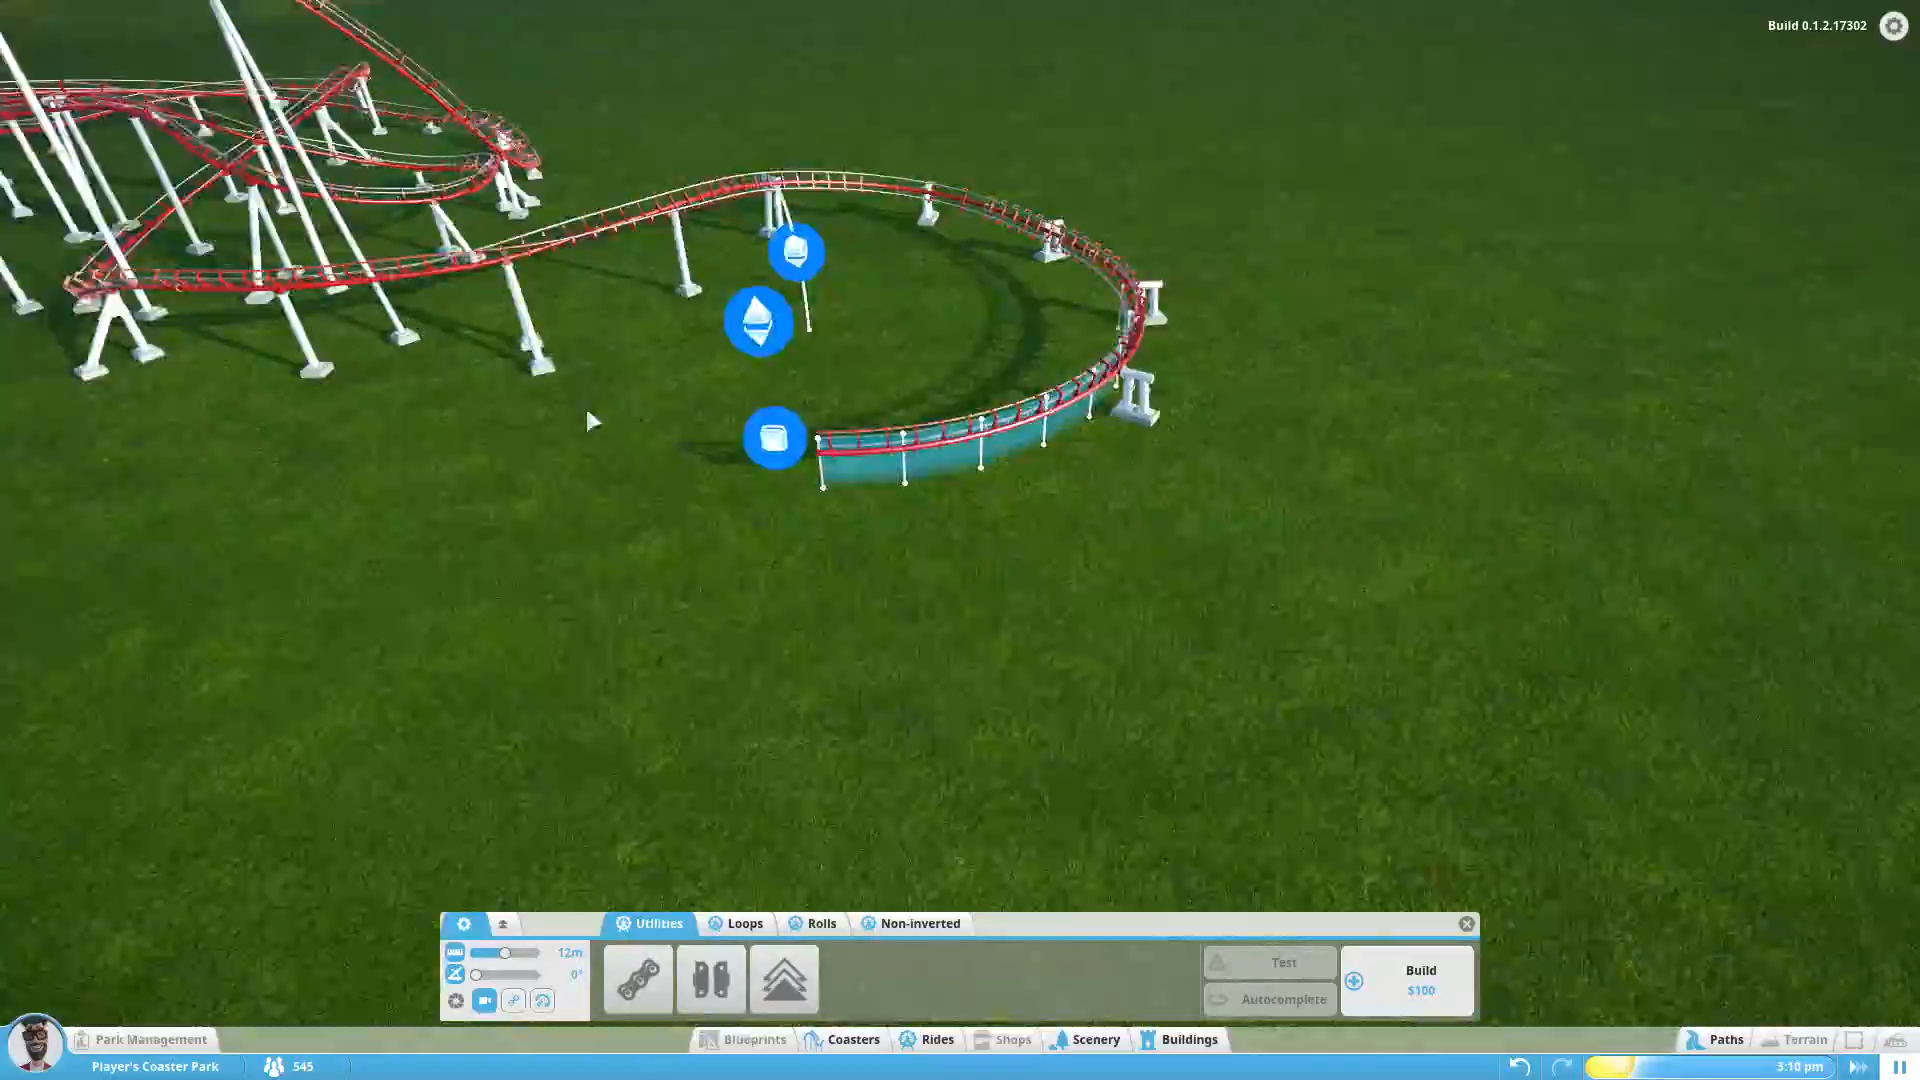 Build 0.1.2.17302
Utilities
Loops
Rolls
Non-inverted
12m
0°
Test
Autocomplete
Build
$100
Park Management
Blueprints
Coasters
Rides
Shops
Scenery
Buildings
Paths
Terrain
Player's Coaster Park
545
3:10 pm